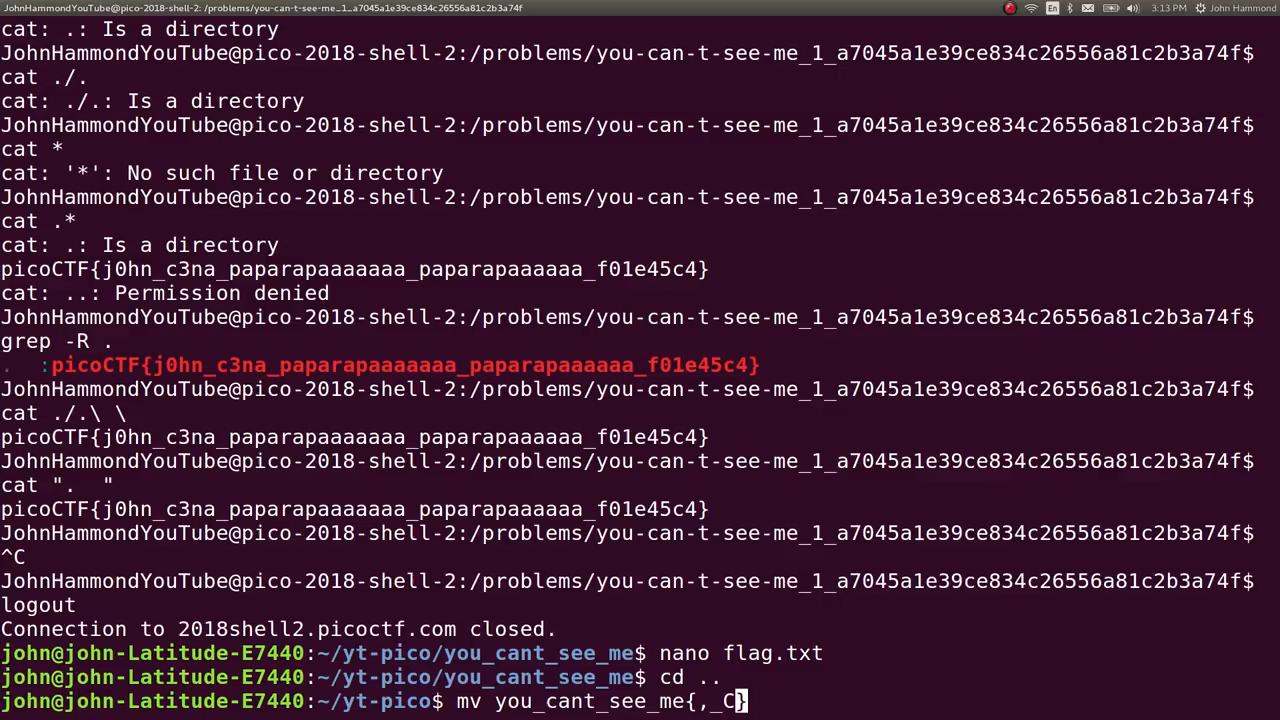 JohnHammondYouTube@pico-2018-shell-2: /problems/you-can-t-see-me_1_a7045a1e39ce834c26556a81c2b3a74f
En
3:13 PM
John Hammond
cat: .: Is a directory
JohnHammondYouTube@pico-2018-shell-2:/problems/you-can-t-see-me_1_a7045a1e39ce834c26556a81c2b3a74f$
cat ./.
cat: ./.: Is a directory
JohnHammondYouTube@pico-2018-shell-2:/problems/you-can-t-see-me_1_a7045a1e39ce834c26556a81c2b3a74f$
cat *
cat: '*': No such file or directory
JohnHammondYouTube@pico-2018-shell-2:/problems/you-can-t-see-me_1_a7045a1e39ce834c26556a81c2b3a74f$
cat .*
cat: .: Is a directory
picoCTF{j0hn_c3na_paparapaaaaaaa_paparapaaaaaa_f01e45c4}
cat: ..: Permission denied
JohnHammondYouTube@pico-2018-shell-2:/problems/you-can-t-see-me_1_a7045a1e39ce834c26556a81c2b3a74f$
grep -R .
.  :picoCTF{j0hn_c3na_paparapaaaaaaa_paparapaaaaaa_f01e45c4}
JohnHammondYouTube@pico-2018-shell-2:/problems/you-can-t-see-me_1_a7045a1e39ce834c26556a81c2b3a74f$
cat ./.\ \
picoCTF{j0hn_c3na_paparapaaaaaaa_paparapaaaaaa_f01e45c4}
JohnHammondYouTube@pico-2018-shell-2:/problems/you-can-t-see-me_1_a7045a1e39ce834c26556a81c2b3a74f$
cat ".  "
picoCTF{j0hn_c3na_paparapaaaaaaa_paparapaaaaaa_f01e45c4}
JohnHammondYouTube@pico-2018-shell-2:/problems/you-can-t-see-me_1_a7045a1e39ce834c26556a81c2b3a74f$
^C
JohnHammondYouTube@pico-2018-shell-2:/problems/you-can-t-see-me_1_a7045a1e39ce834c26556a81c2b3a74f$
logout
Connection to 2018shell2.picoctf.com closed.
john@john-Latitude-E7440:~/yt-pico/you_cant_see_me$ nano flag.txt
john@john-Latitude-E7440:~/yt-pico/you_cant_see_me$ cd ..
john@john-Latitude-E7440:~/yt-pico$ mv you_cant_see_me{,_C}